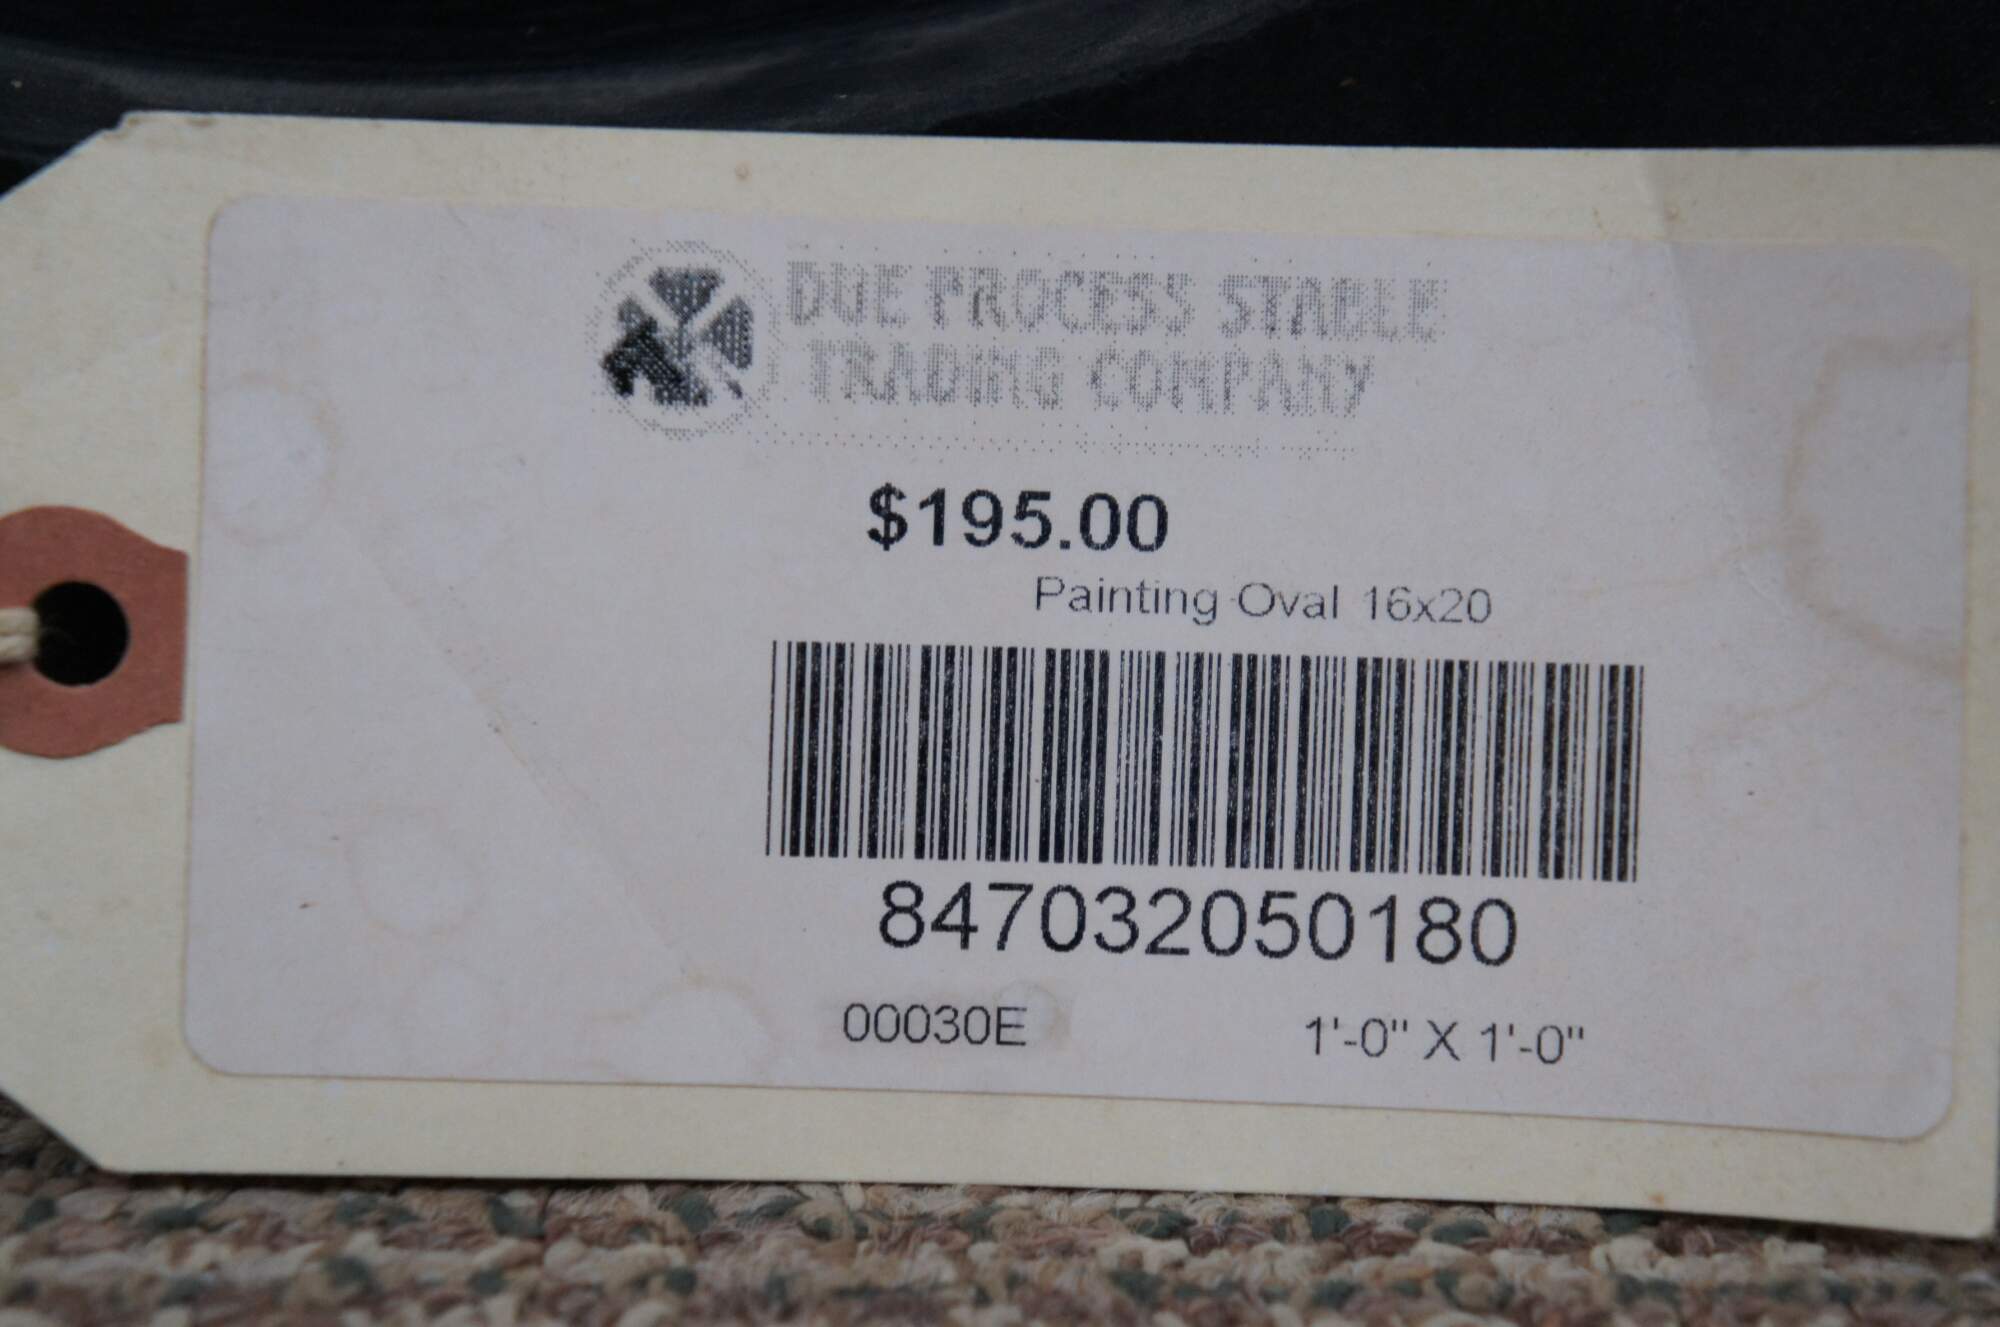 DUE PROCESS STABLE
TRADING COMPANY
$195.00
Painting Oval 16x20
847032050180
00030E
1'-0" X 1'-0"